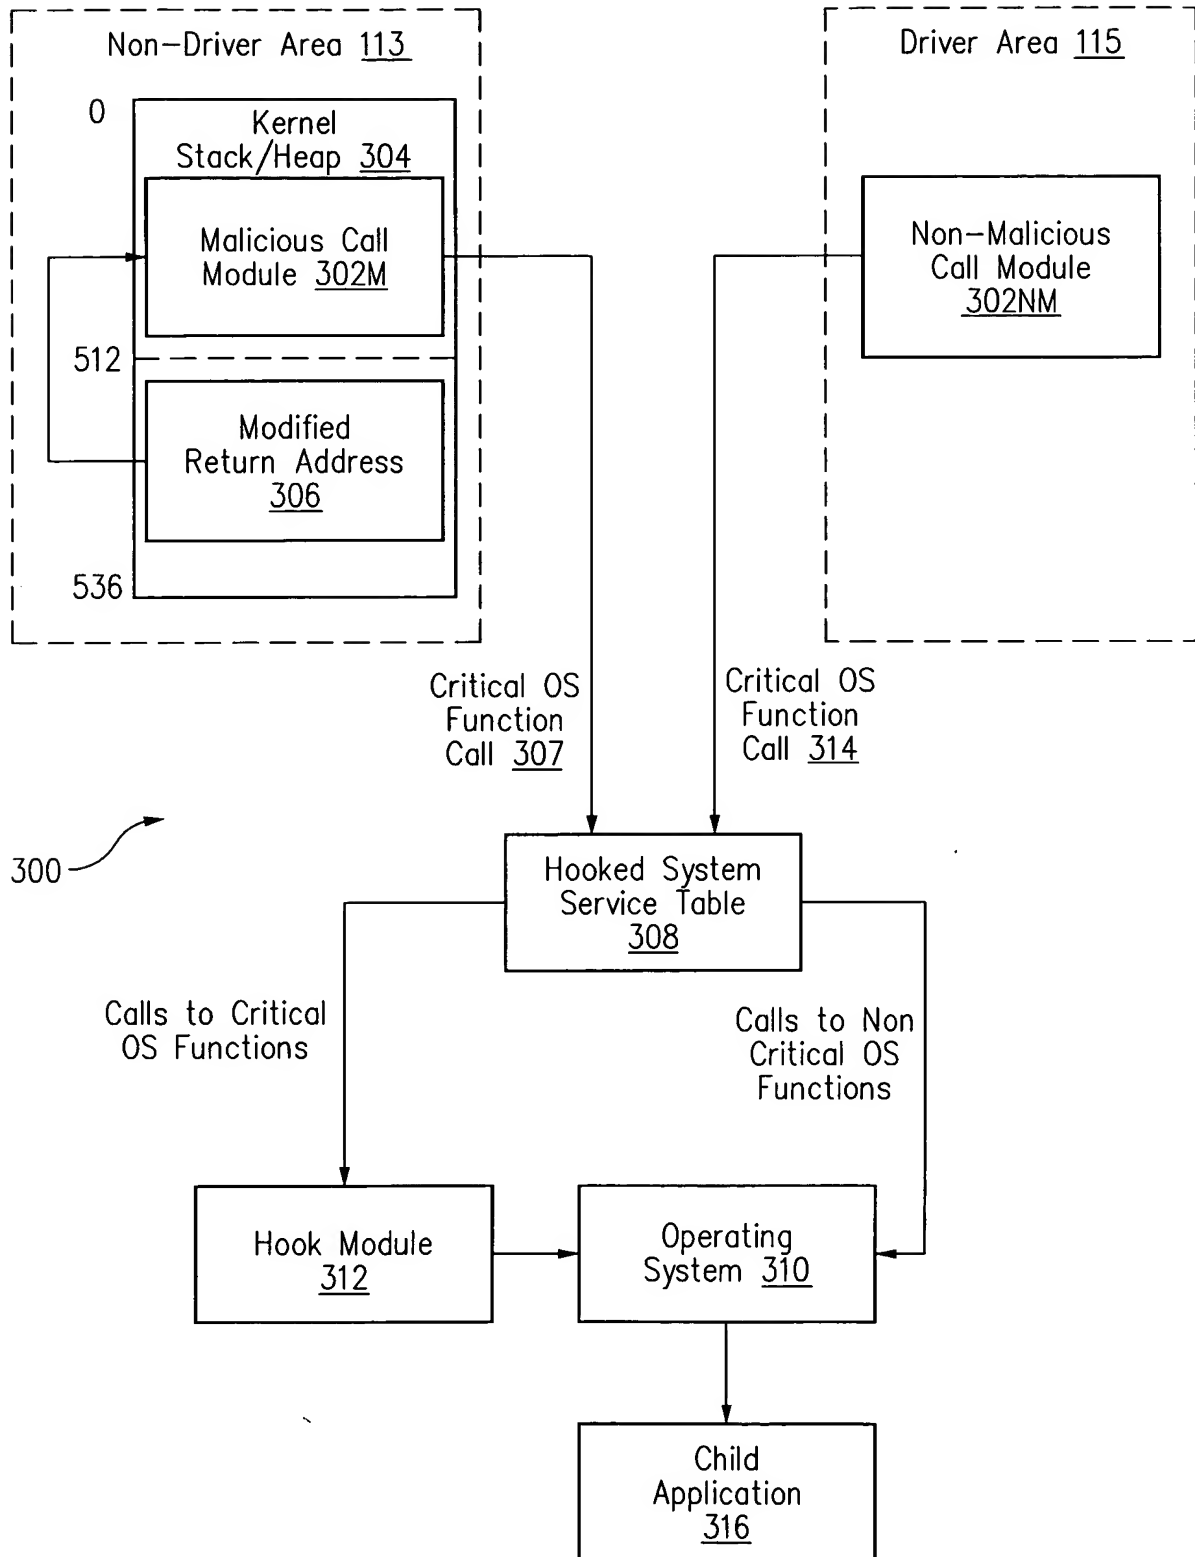 Non-Driver Area 113
Driver Area 115
0
Kernel
Stack/Heap 304
Malicious Call
Module 302M
Non-Malicious
Call Module
302NM
512
Modified
Return Address
306
536
Critical OS
Function
Call 307
Critical OS
Function
Call 314
300
Hooked System
Service Table
308
Calls to Critical
OS Functions
Calls to Non
Critical OS
Functions
Hook Module
312
Operating
System 310
Child
Application
316